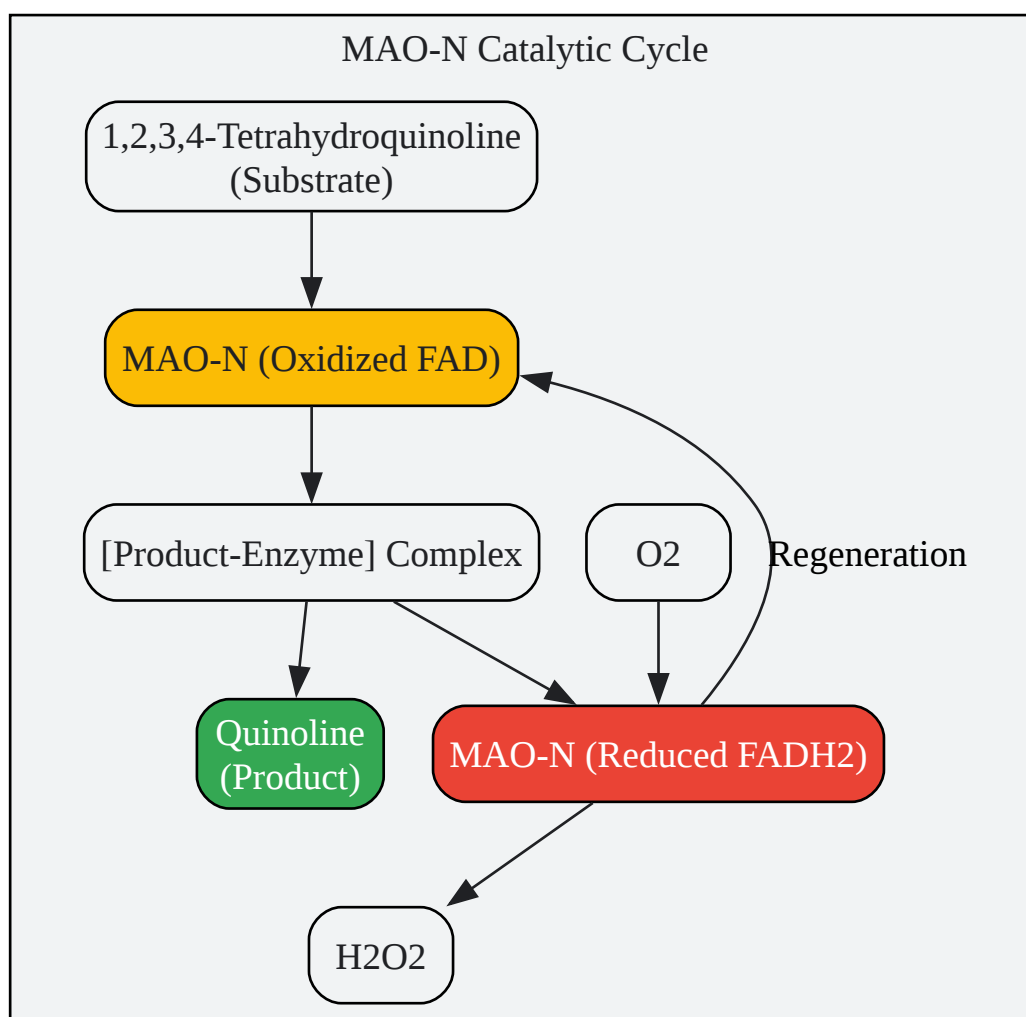 MAO-N Catalytic Cycle
1,2,3,4-Tetrahydroquinoline
(Substrate)
MAO-N (Oxidized FAD)
[Product-Enzyme] Complex
O2
Regeneration
Quinoline
(Product)
MAO-N (Reduced FADH2)
H2O2